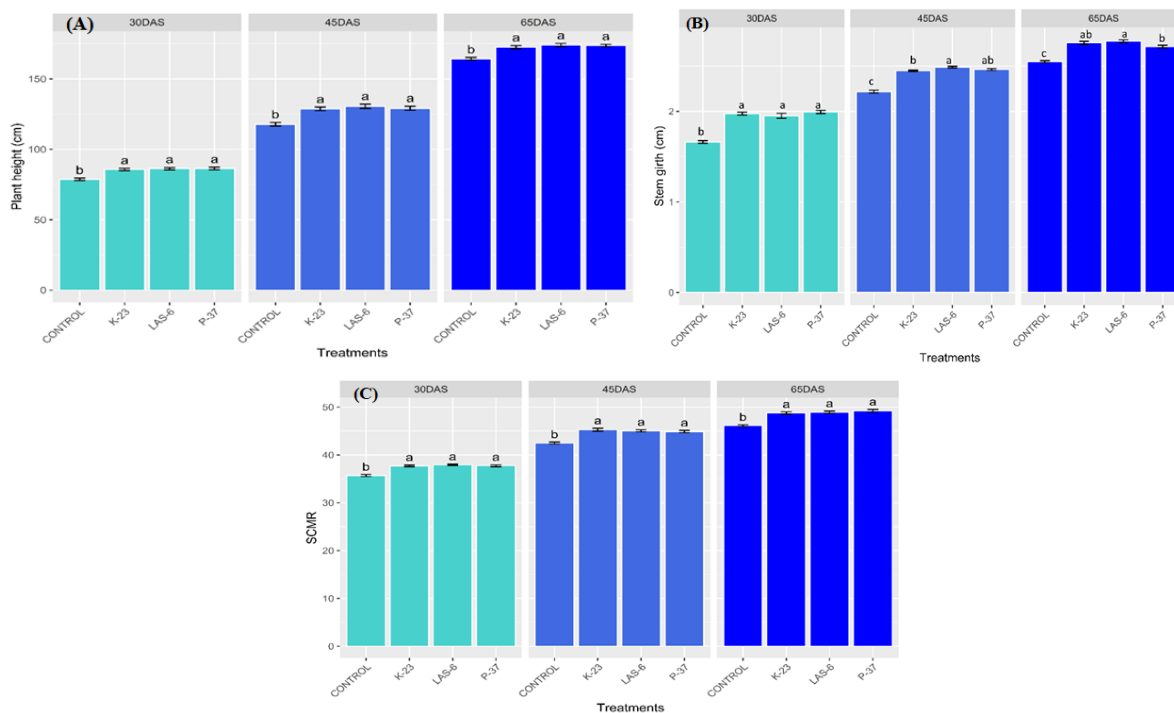 (A)
30DAS 45DAS 65DAS
b a a a b a a a b a a a
Plant height (cm)
150
100
50
0
CONTROL K-23 LAS-6 P-37 CONTROL K-23 LAS-6 P-37 CONTROL K-23 LAS-6 P-37
Treatments
(B)
30DAS 45DAS 65DAS
b a a a c b a ab c ab a b
Stem girth (cm)
2
1
0
CONTROL K-23 LAS-6 P-37 CONTROL K-23 LAS-6 P-37 CONTROL K-23 LAS-6 P-37
Treatments
(C)
30DAS 45DAS 65DAS
b a a a b a a a b a a a
SCMR
50
40
30
20
10
0
CONTROL K-23 LAS-6 P-37 CONTROL K-23 LAS-6 P-37 CONTROL K-23 LAS-6 P-37
Treatments